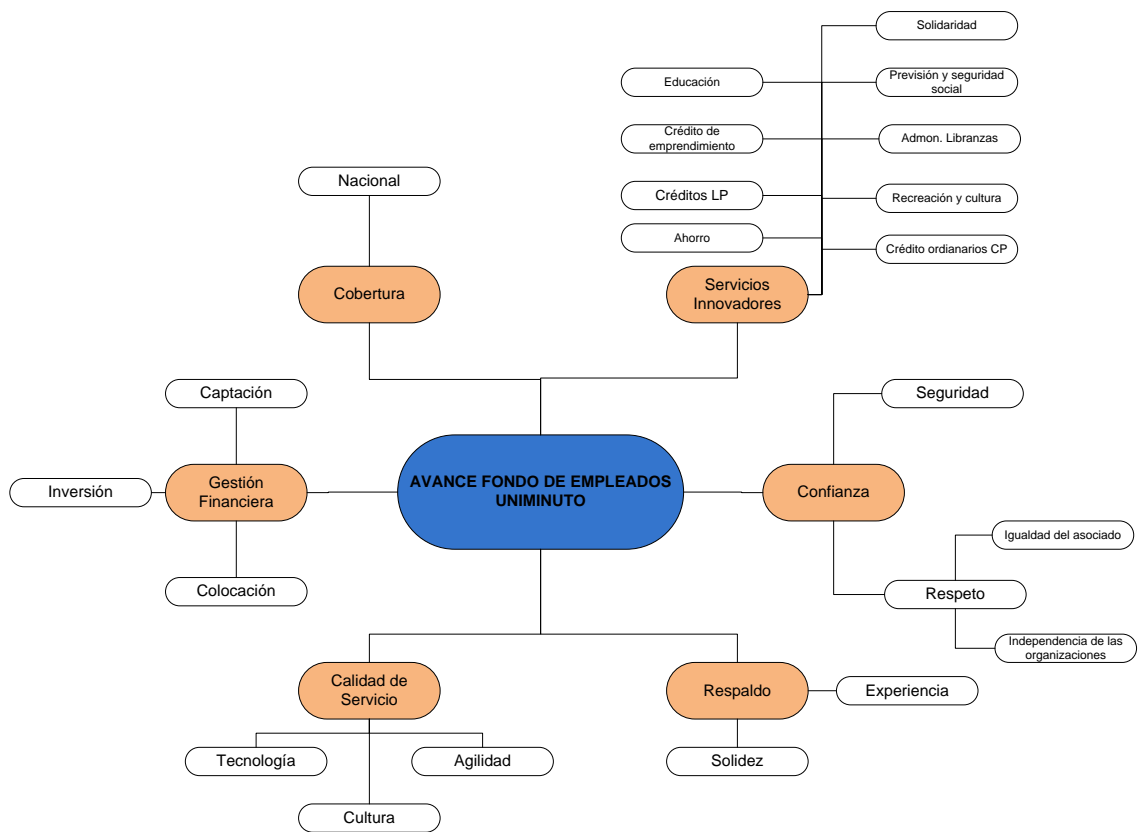 Solidaridad
Educación
Previsión y seguridad
social
Crédito de
emprendimiento
Admon. Libranzas
Nacional
Créditos LP
Recreación y cultura
Ahorro
Crédito ordianarios CP
Cobertura
Servicios
Innovadores
Captación
Seguridad
Inversión
Gestión
Financiera
AVANCE FONDO DE EMPLEADOS
UNIMINUTO
Confianza
Igualdad del asociado
Colocación
Respeto
Independencia de las
organizaciones
Calidad de
Servicio
Respaldo
Experiencia
Tecnología
Agilidad
Solidez
Cultura